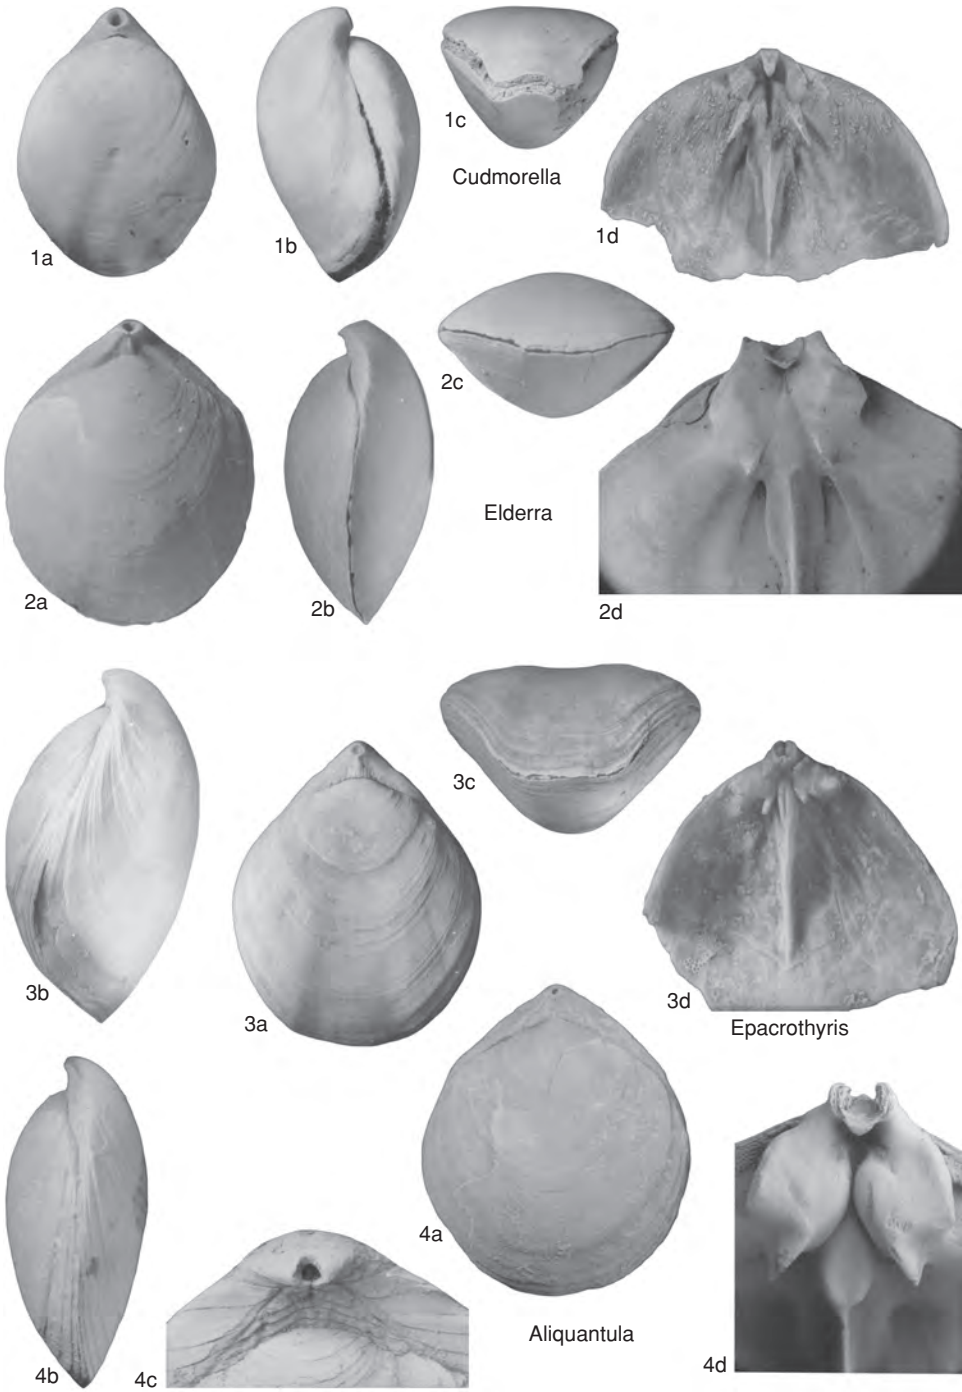 1a
1b
1c
Cudmorella
1d
2a
2b
2c
Elderra
2d
3b
3a
3c
3d
Epacrothyris
4b
4c
4a
Aliquantula
4d